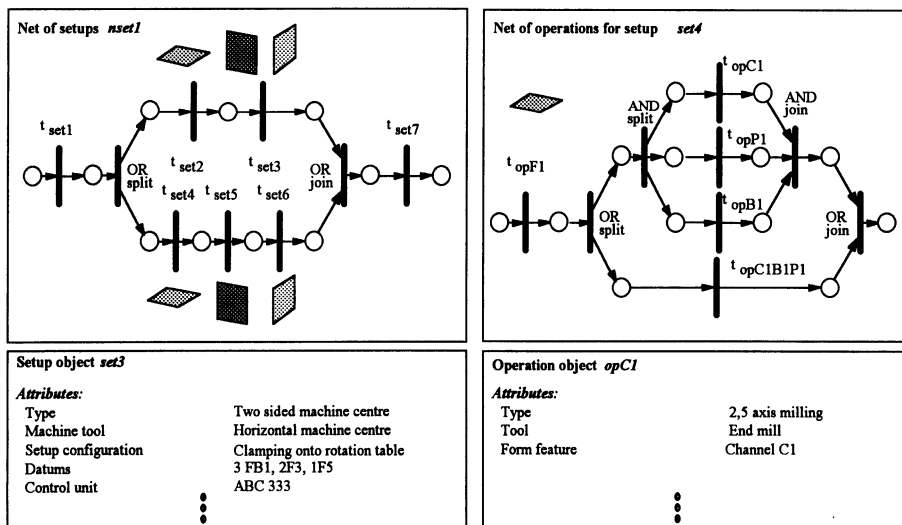 Net of setups nset1
t set1
OR split
t set2
t set3
t set4
t set5
t set6
OR join
t set7
Net of operations for setup set4
t opF1
OR split
AND split
t opC1
t opP1
t opB1
AND join
t opC1B1P1
OR join
Setup object set3
Attributes:
Type Two sided machine centre
Machine tool Horizontal machine centre
Setup configuration Clamping onto rotation table
Datums 3 FB1, 2F3, 1F5
Control unit ABC 333
Operation object opC1
Attributes:
Type 2,5 axis milling
Tool End mill
Form feature Channel C1